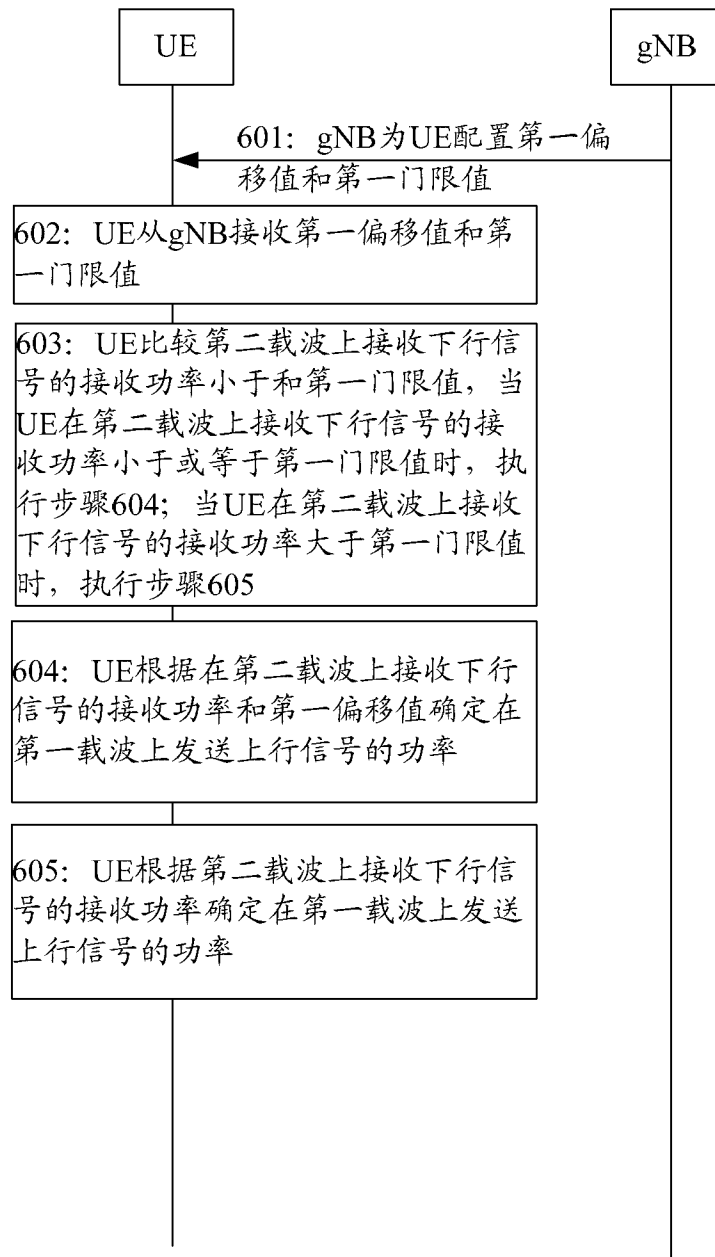 UE
gNB
601：gNB为UE配置第一偏
移值和第一门限值
602：UE从gNB接收第一偏移值和第
一门限值
603：UE比较第二载波上接收下行信
号的接收功率小于和第一门限值，当
UE在第二载波上接收下行信号的接
收功率小于或等于第一门限值时，执
行步骤604；当UE在第二载波上接收
下行信号的接收功率大于第一门限值
时，执行步骤605
604：UE根据在第二载波上接收下行
信号的接收功率和第一偏移值确定在
第一载波上发送上行信号的功率
605：UE根据第二载波上接收下行信
号的接收功率确定在第一载波上发送
上行信号的功率